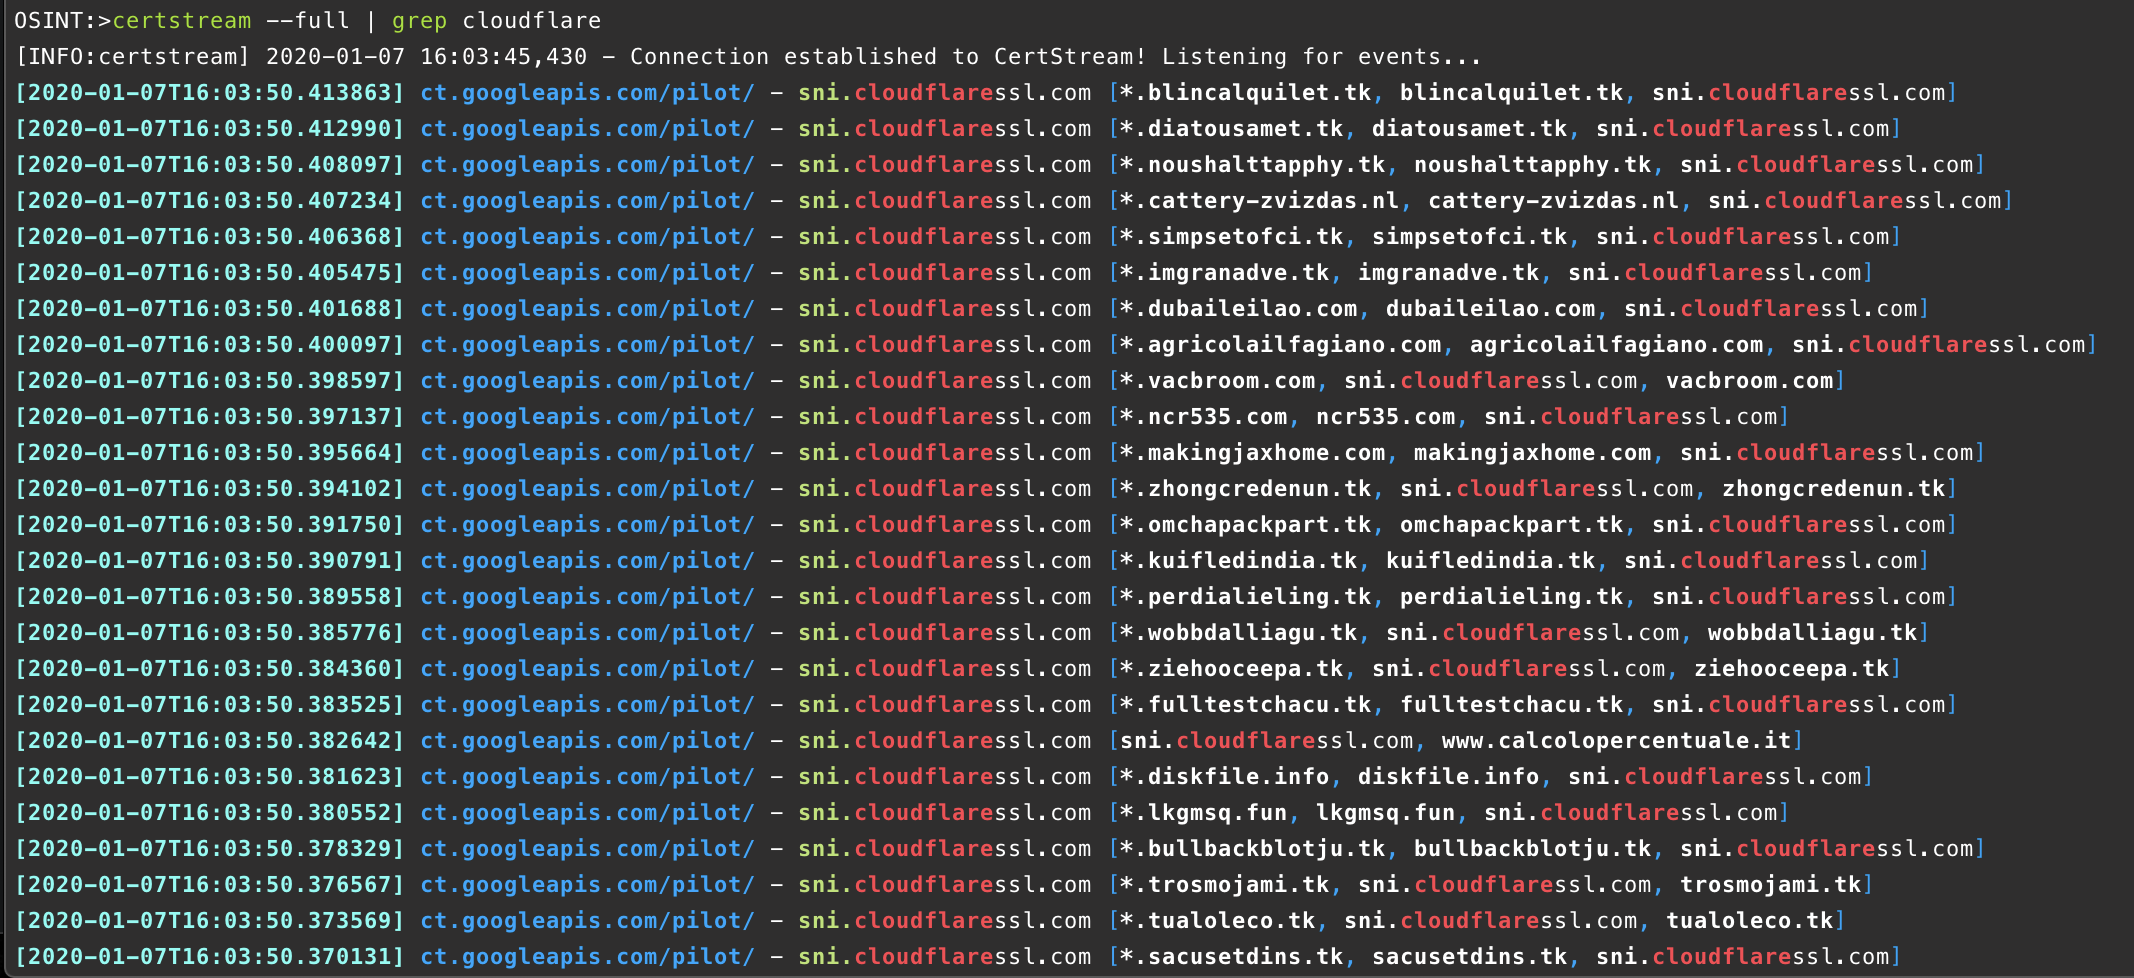 OSINT:>certstream --full | grep cloudflare
[INFO:certstream] 2020-01-07 16:03:45,430 - Connection established to CertStream! Listening for events...
[2020-01-07T16:03:50.413863] ct.googleapis.com/pilot/ - sni.cloudflaressl.com [*.blincalquilet.tk, blincalquilet.tk, sni.cloudflaressl.com]
[2020-01-07T16:03:50.412990] ct.googleapis.com/pilot/ - sni.cloudflaressl.com [*.diatousamet.tk, diatousamet.tk, sni.cloudflaressl.com]
[2020-01-07T16:03:50.408097] ct.googleapis.com/pilot/ - sni.cloudflaressl.com [*.noushalttapphy.tk, noushalttapphy.tk, sni.cloudflaressl.com]
[2020-01-07T16:03:50.407234] ct.googleapis.com/pilot/ - sni.cloudflaressl.com [*.cattery-zvizdas.nl, cattery-zvizdas.nl, sni.cloudflaressl.com]
[2020-01-07T16:03:50.406368] ct.googleapis.com/pilot/ - sni.cloudflaressl.com [*.simpsetofci.tk, simpsetofci.tk, sni.cloudflaressl.com]
[2020-01-07T16:03:50.405475] ct.googleapis.com/pilot/ - sni.cloudflaressl.com [*.imgranadve.tk, imgranadve.tk, sni.cloudflaressl.com]
[2020-01-07T16:03:50.401688] ct.googleapis.com/pilot/ - sni.cloudflaressl.com [*.dubaileilao.com, dubaileilao.com, sni.cloudflaressl.com]
[2020-01-07T16:03:50.400097] ct.googleapis.com/pilot/ - sni.cloudflaressl.com [*.agricolailfagiano.com, agricolailfagiano.com, sni.cloudflaressl.com]
[2020-01-07T16:03:50.398597] ct.googleapis.com/pilot/ - sni.cloudflaressl.com [*.vacbroom.com, sni.cloudflaressl.com, vacbroom.com]
[2020-01-07T16:03:50.397137] ct.googleapis.com/pilot/ - sni.cloudflaressl.com [*.ncr535.com, ncr535.com, sni.cloudflaressl.com]
[2020-01-07T16:03:50.395664] ct.googleapis.com/pilot/ - sni.cloudflaressl.com [*.makingjaxhome.com, makingjaxhome.com, sni.cloudflaressl.com]
[2020-01-07T16:03:50.394102] ct.googleapis.com/pilot/ - sni.cloudflaressl.com [*.zhongcredenun.tk, sni.cloudflaressl.com, zhongcredenun.tk]
[2020-01-07T16:03:50.391750] ct.googleapis.com/pilot/ - sni.cloudflaressl.com [*.omchapackpart.tk, omchapackpart.tk, sni.cloudflaressl.com]
[2020-01-07T16:03:50.390791] ct.googleapis.com/pilot/ - sni.cloudflaressl.com [*.kuifledindia.tk, kuifledindia.tk, sni.cloudflaressl.com]
[2020-01-07T16:03:50.389558] ct.googleapis.com/pilot/ - sni.cloudflaressl.com [*.perdialieling.tk, perdialieling.tk, sni.cloudflaressl.com]
[2020-01-07T16:03:50.385776] ct.googleapis.com/pilot/ - sni.cloudflaressl.com [*.wobbdalliagu.tk, sni.cloudflaressl.com, wobbdalliagu.tk]
[2020-01-07T16:03:50.384360] ct.googleapis.com/pilot/ - sni.cloudflaressl.com [*.ziehooceepa.tk, sni.cloudflaressl.com, ziehooceepa.tk]
[2020-01-07T16:03:50.383525] ct.googleapis.com/pilot/ - sni.cloudflaressl.com [*.fulltestchacu.tk, fulltestchacu.tk, sni.cloudflaressl.com]
[2020-01-07T16:03:50.382642] ct.googleapis.com/pilot/ - sni.cloudflaressl.com [sni.cloudflaressl.com, www.calcolopercentuale.it]
[2020-01-07T16:03:50.381623] ct.googleapis.com/pilot/ - sni.cloudflaressl.com [*.diskfile.info, diskfile.info, sni.cloudflaressl.com]
[2020-01-07T16:03:50.380552] ct.googleapis.com/pilot/ - sni.cloudflaressl.com [*.lkgmsq.fun, lkgmsq.fun, sni.cloudflaressl.com]
[2020-01-07T16:03:50.378329] ct.googleapis.com/pilot/ - sni.cloudflaressl.com [*.bullbackblotju.tk, bullbackblotju.tk, sni.cloudflaressl.com]
[2020-01-07T16:03:50.376567] ct.googleapis.com/pilot/ - sni.cloudflaressl.com [*.trosmojami.tk, sni.cloudflaressl.com, trosmojami.tk]
[2020-01-07T16:03:50.373569] ct.googleapis.com/pilot/ - sni.cloudflaressl.com [*.tualoleco.tk, sni.cloudflaressl.com, tualoleco.tk]
[2020-01-07T16:03:50.370131] ct.googleapis.com/pilot/ - sni.cloudflaressl.com [*.sacusetdins.tk, sacusetdins.tk, sni.cloudflaressl.com]